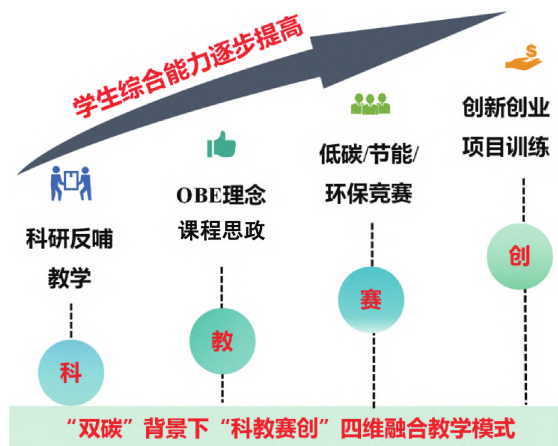 学生综合能力逐步提高
创新创业
项目训练
低碳/节能/
环保竞赛
OBE理念
课程思政
科研反哺
教学
创
赛
教
科
“双碳”背景下“科教赛创”四维融合教学模式